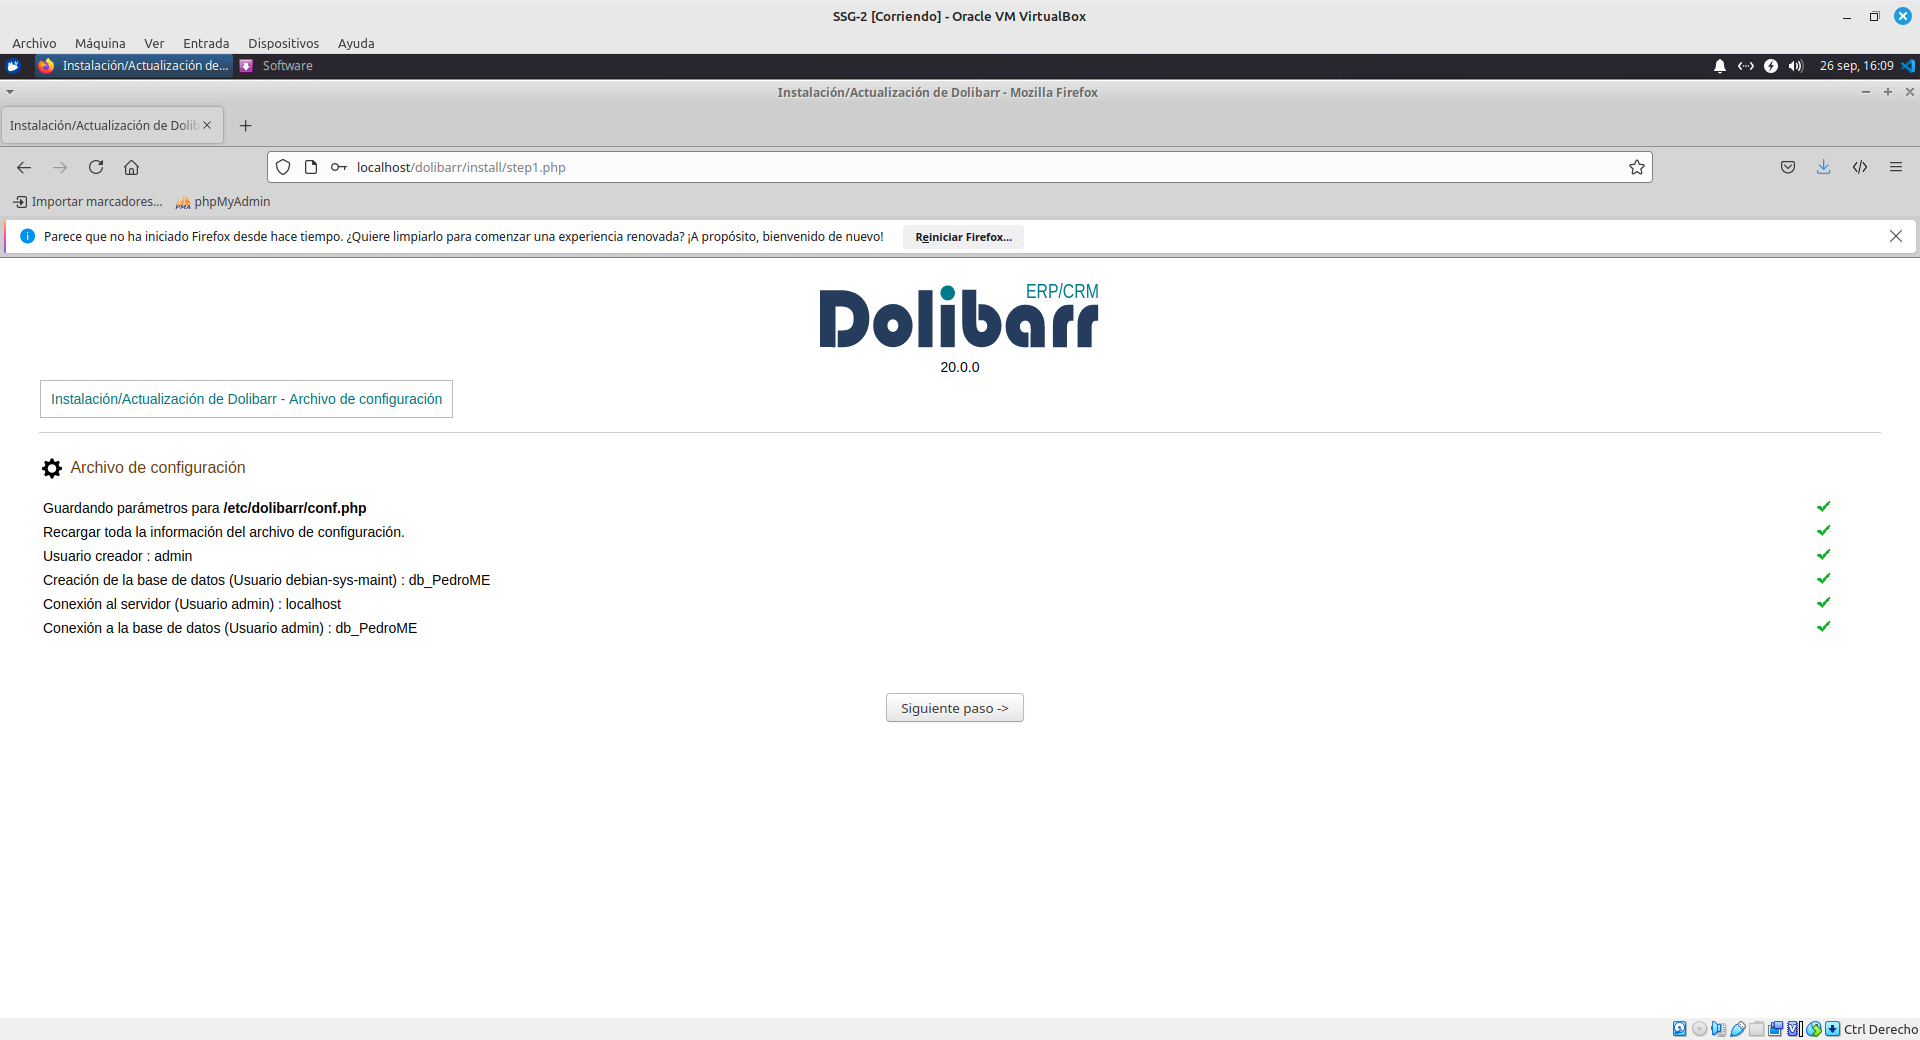 SSG-2 [Corriendo] - Oracle VM VirtualBox
Archivo Máquina Ver Entrada Dispositivos Ayuda
Instalación/Actualización de... Software 26 sep, 16:09
Instalación/Actualización de Dolibarr - Mozilla Firefox
Instalación/Actualización de Dolib
localhost/dolibarr/install/step1.php
Importar marcadores... PMA phpMyAdmin
Parece que no ha iniciado Firefox desde hace tiempo. ¿Quiere limpiarlo para comenzar una experiencia renovada? ¡A propósito, bienvenido de nuevo! Reiniciar Firefox...
ERP/CRM
Dolibarr
20.0.0
Instalación/Actualización de Dolibarr - Archivo de configuración
Archivo de configuración
Guardando parámetros para /etc/dolibarr/conf.php
Recargar toda la información del archivo de configuración.
Usuario creador : admin
Creación de la base de datos (Usuario debian-sys-maint) : db_PedroME
Conexión al servidor (Usuario admin) : localhost
Conexión a la base de datos (Usuario admin) : db_PedroME
Siguiente paso ->
Ctrl Derecho